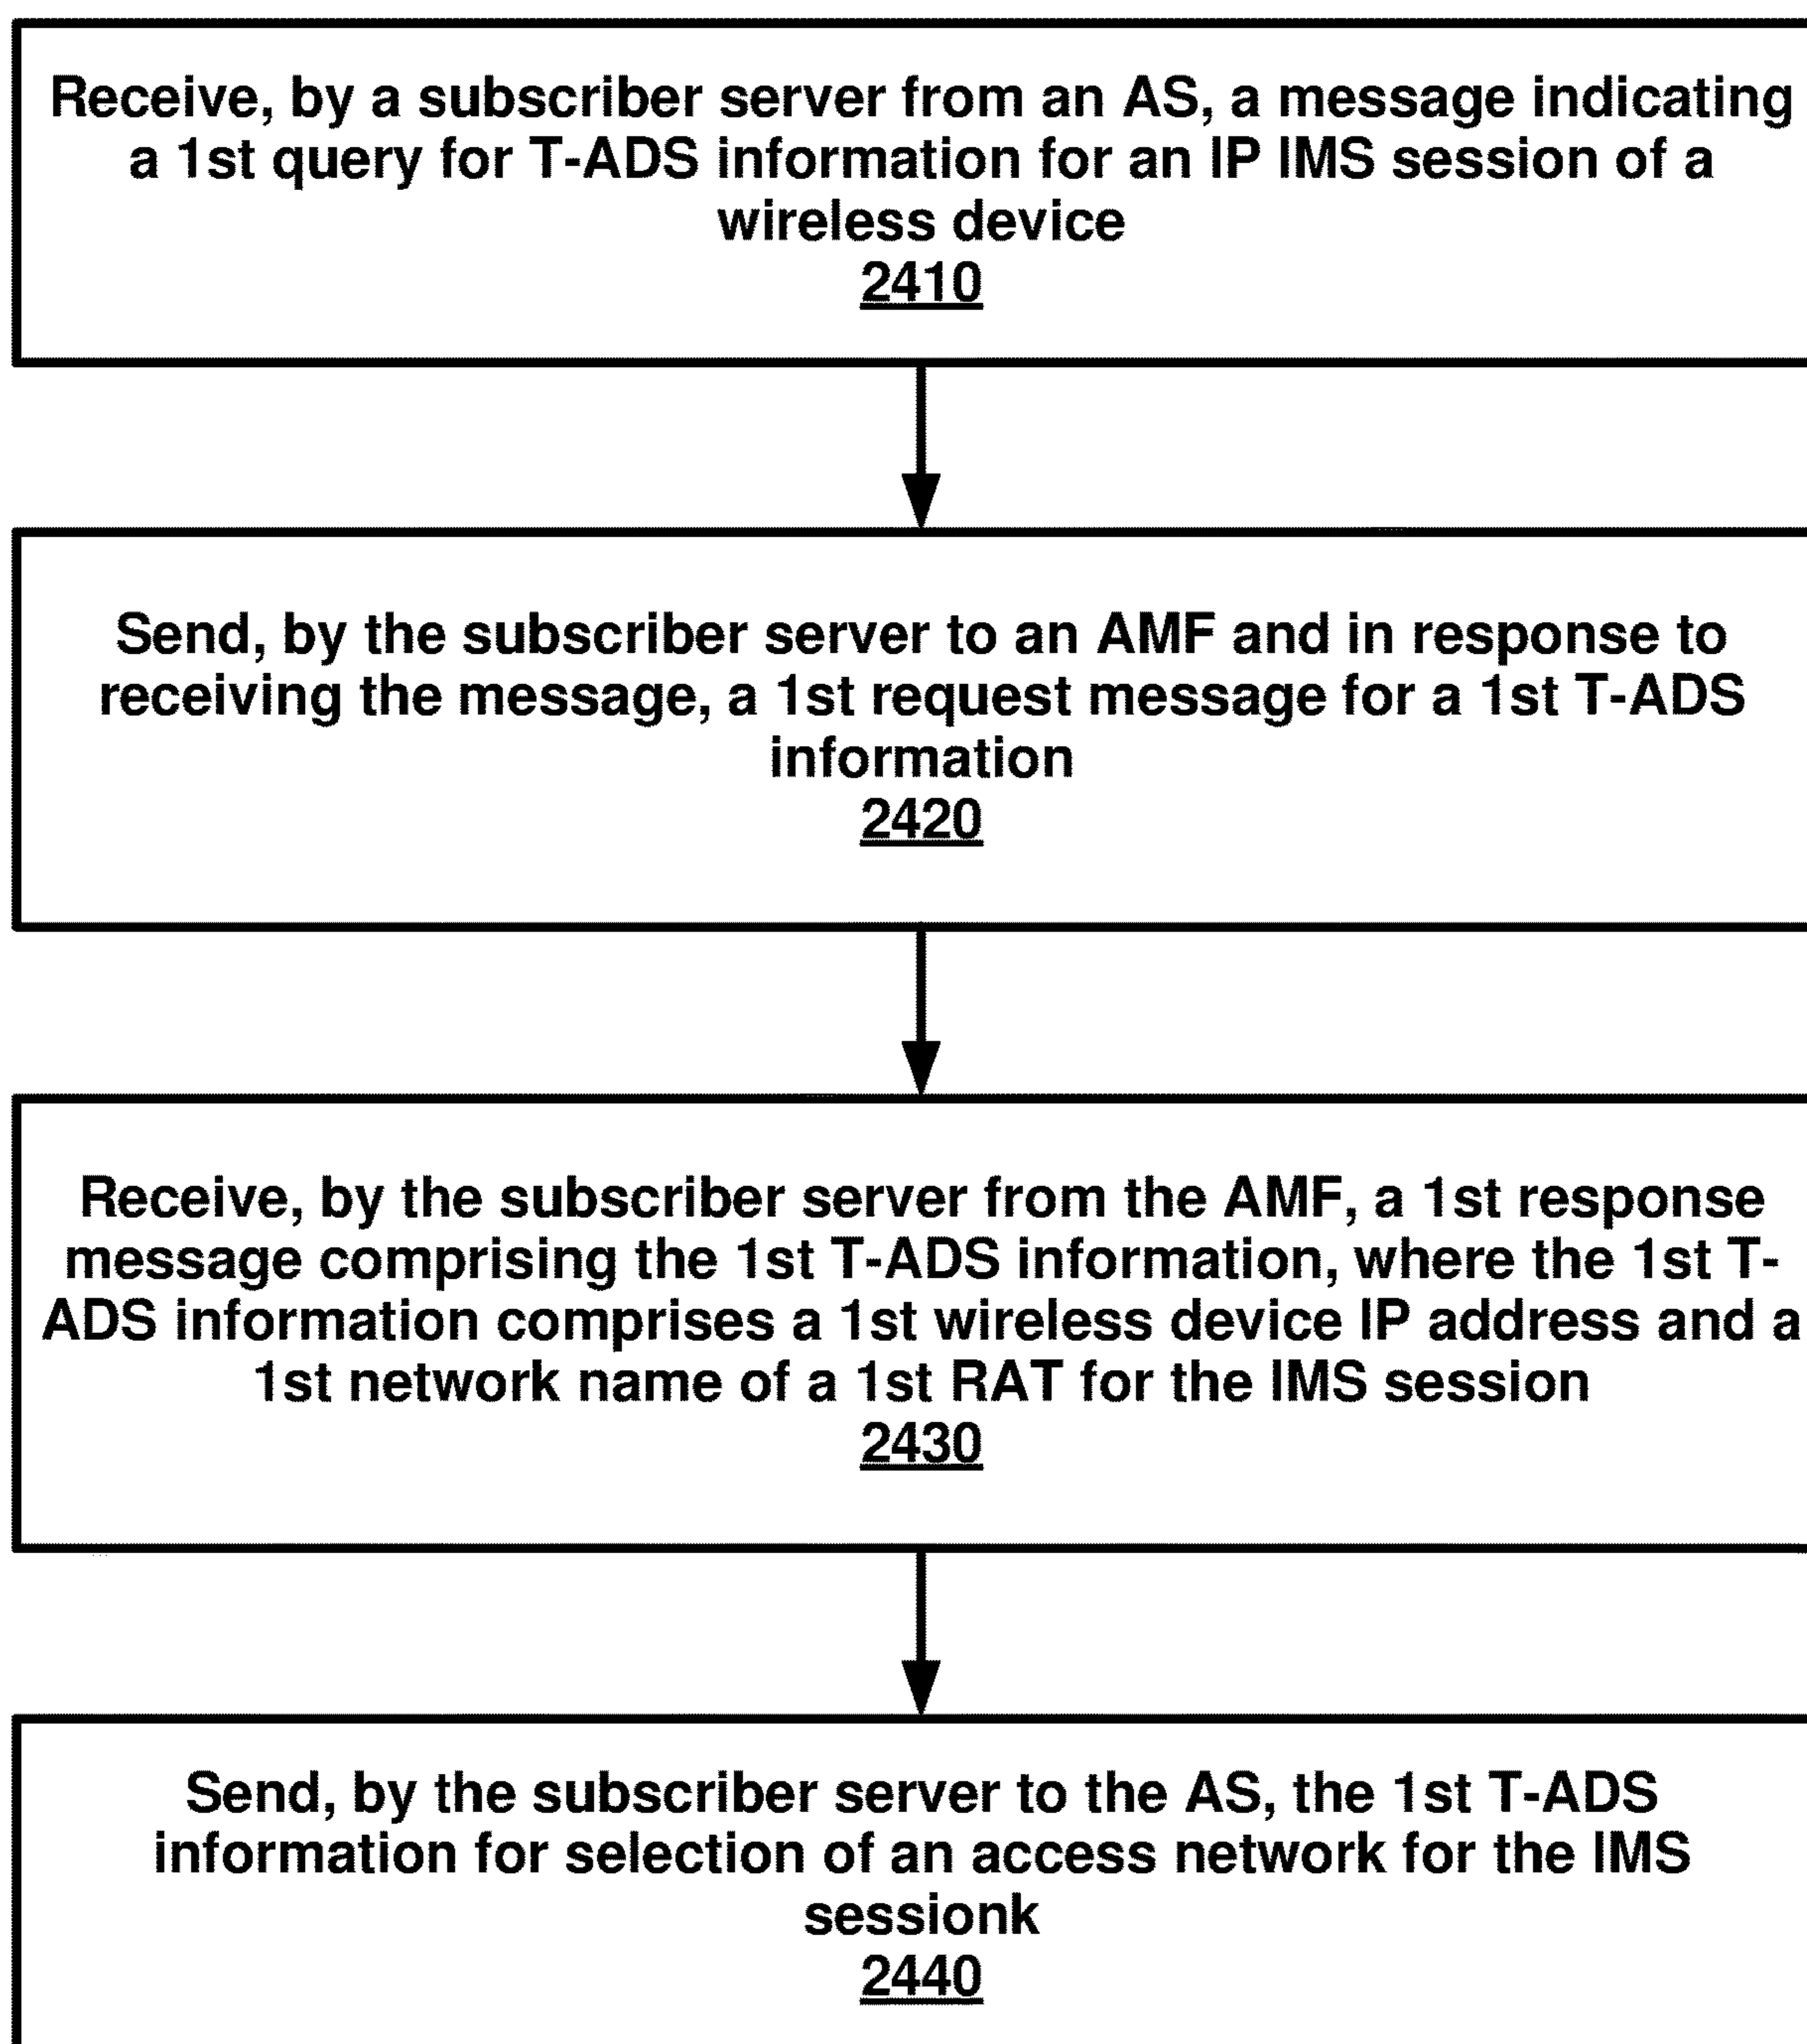 Receive, by a subscriber server from an AS, a message indicating
a 1st query for T-ADS information for an IP IMS session of a
wireless device
2410
Send, by the subscriber server to an AMF and in response to
receiving the message, a 1st request message for a 1st T-ADS
information
2420
Receive, by the subscriber server from the AMF, a 1st response
message comprising the 1st T-ADS information, where the 1st T-
ADS information comprises a 1st wireless device IP address and a
1st network name of a 1st RAT for the IMS session
2430
Send, by the subscriber server to the AS, the 1st T-ADS
information for selection of an access network for the IMS
sessionk
2440